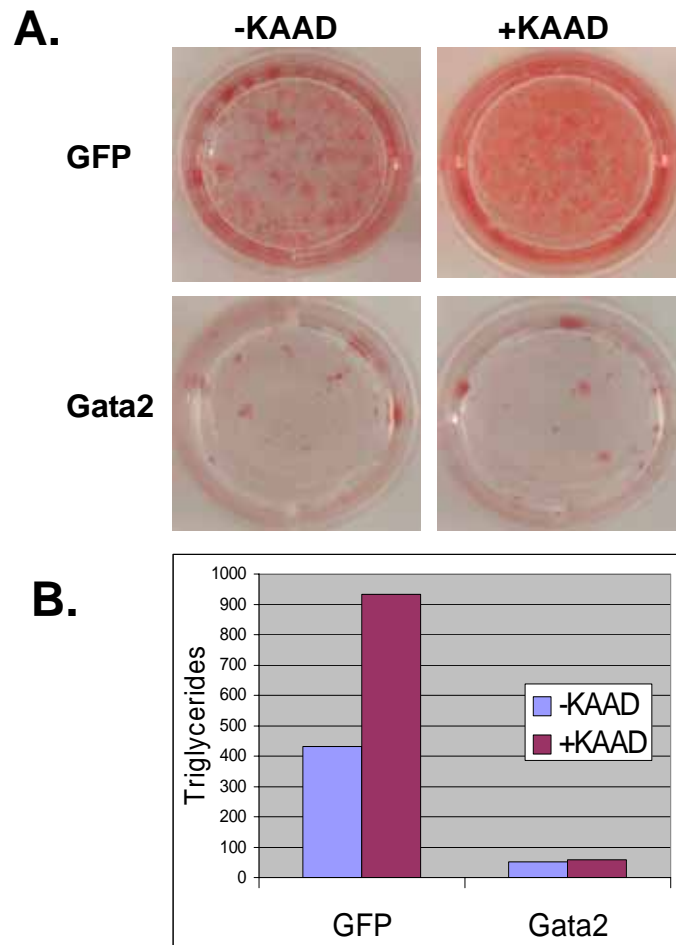 A.
-KAAD +KAAD
GFP
Gata2
B.
1000
900
800
700
600
500
400
300
200
100
0
Triglycerides
-KAAD
+KAAD
GFP Gata2